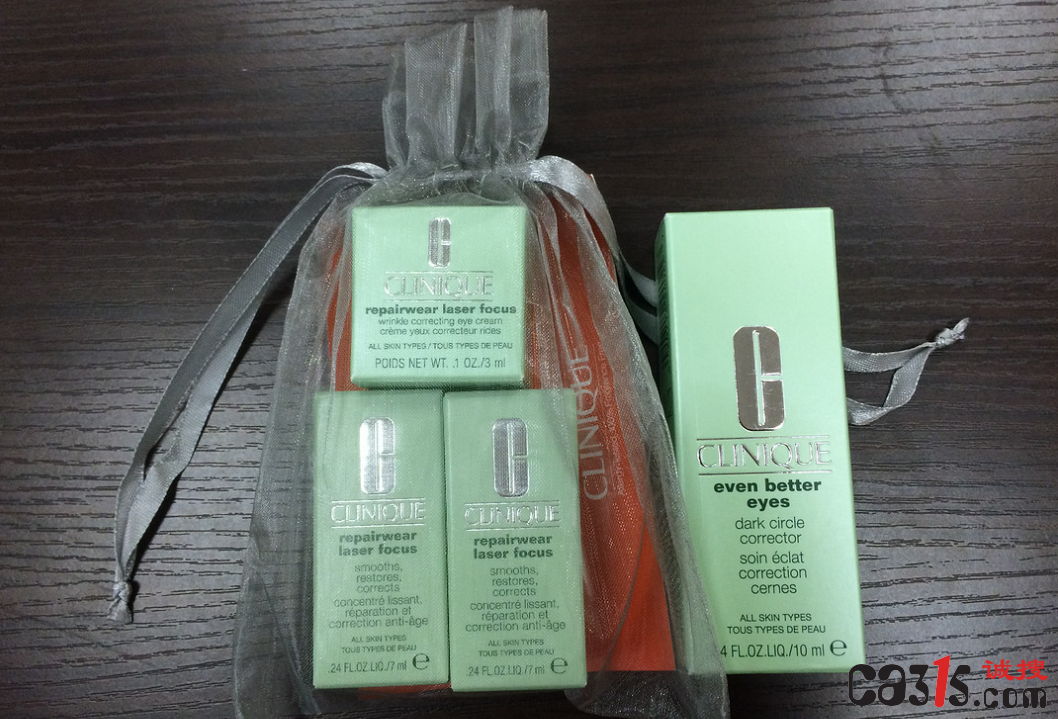 CLINIQUE
repairwear laser focus
wrinkle correcting eye cream
crème yeux correcteur rides
ALL SKIN TYPES / TOUS TYPES DE PEAU
POIDS NET WT. .1 OZ./3 ml
CLINIQUE
repairwear
laser focus
smooths,
restores,
corrects
concentré lissant,
réparation et
correction anti-âge
ALL SKIN TYPES
TOUS TYPES DE PEAU
.24 FL.OZ.LIQ./7 ml e
CLINIQUE
repairwear
laser focus
smooths,
restores,
corrects
concentré lissant,
réparation et
correction anti-âge
ALL SKIN TYPES
TOUS TYPES DE PEAU
.24 FL.OZ.LIQ./7 ml e
CLINIQUE
CLINIQUE
even better
eyes
dark circle
corrector
soin éclat
correction
cernes
ALL SKIN TYPES
TOUS TYPES DE PEAU
.4 FL.OZ.LIQ./10 ml e
ca315.com
诚搜